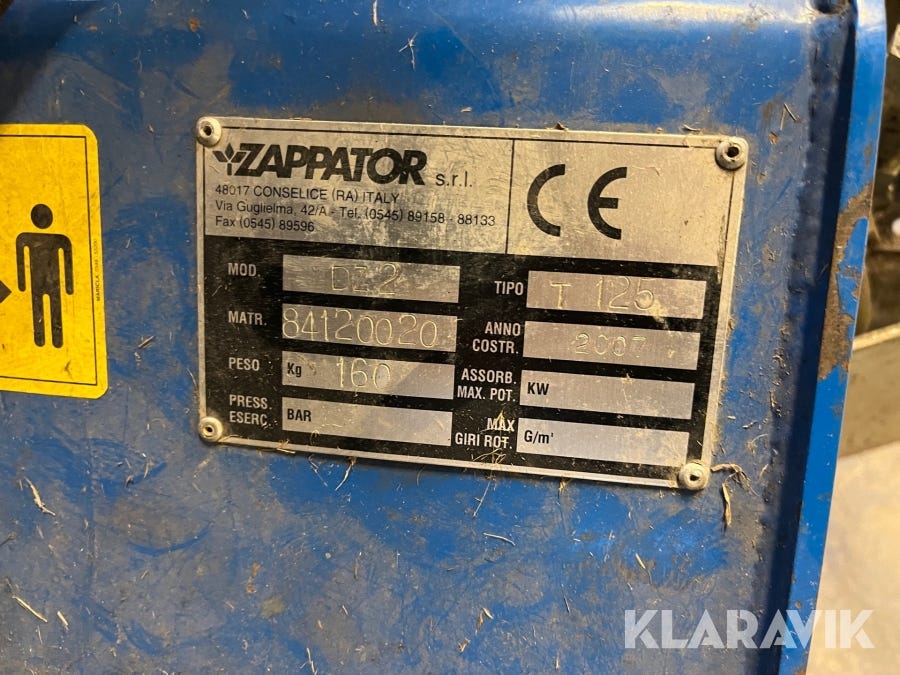 ZAPPATOR s.r.l.
48017 CONSELICE (RA) ITALY
Via Guglielma, 42/A - Tel. (0545) 89158 - 88133
Fax (0545) 89596
CE
MOD. DZ.2 TIPO T 125
MATR. 84120020 ANNO COSTR. 2007
PESO Kg 160 ASSORB. MAX. POT. KW
PRESS. ESERC. BAR MAX GIRI ROT. G/m'
KLARAVIK